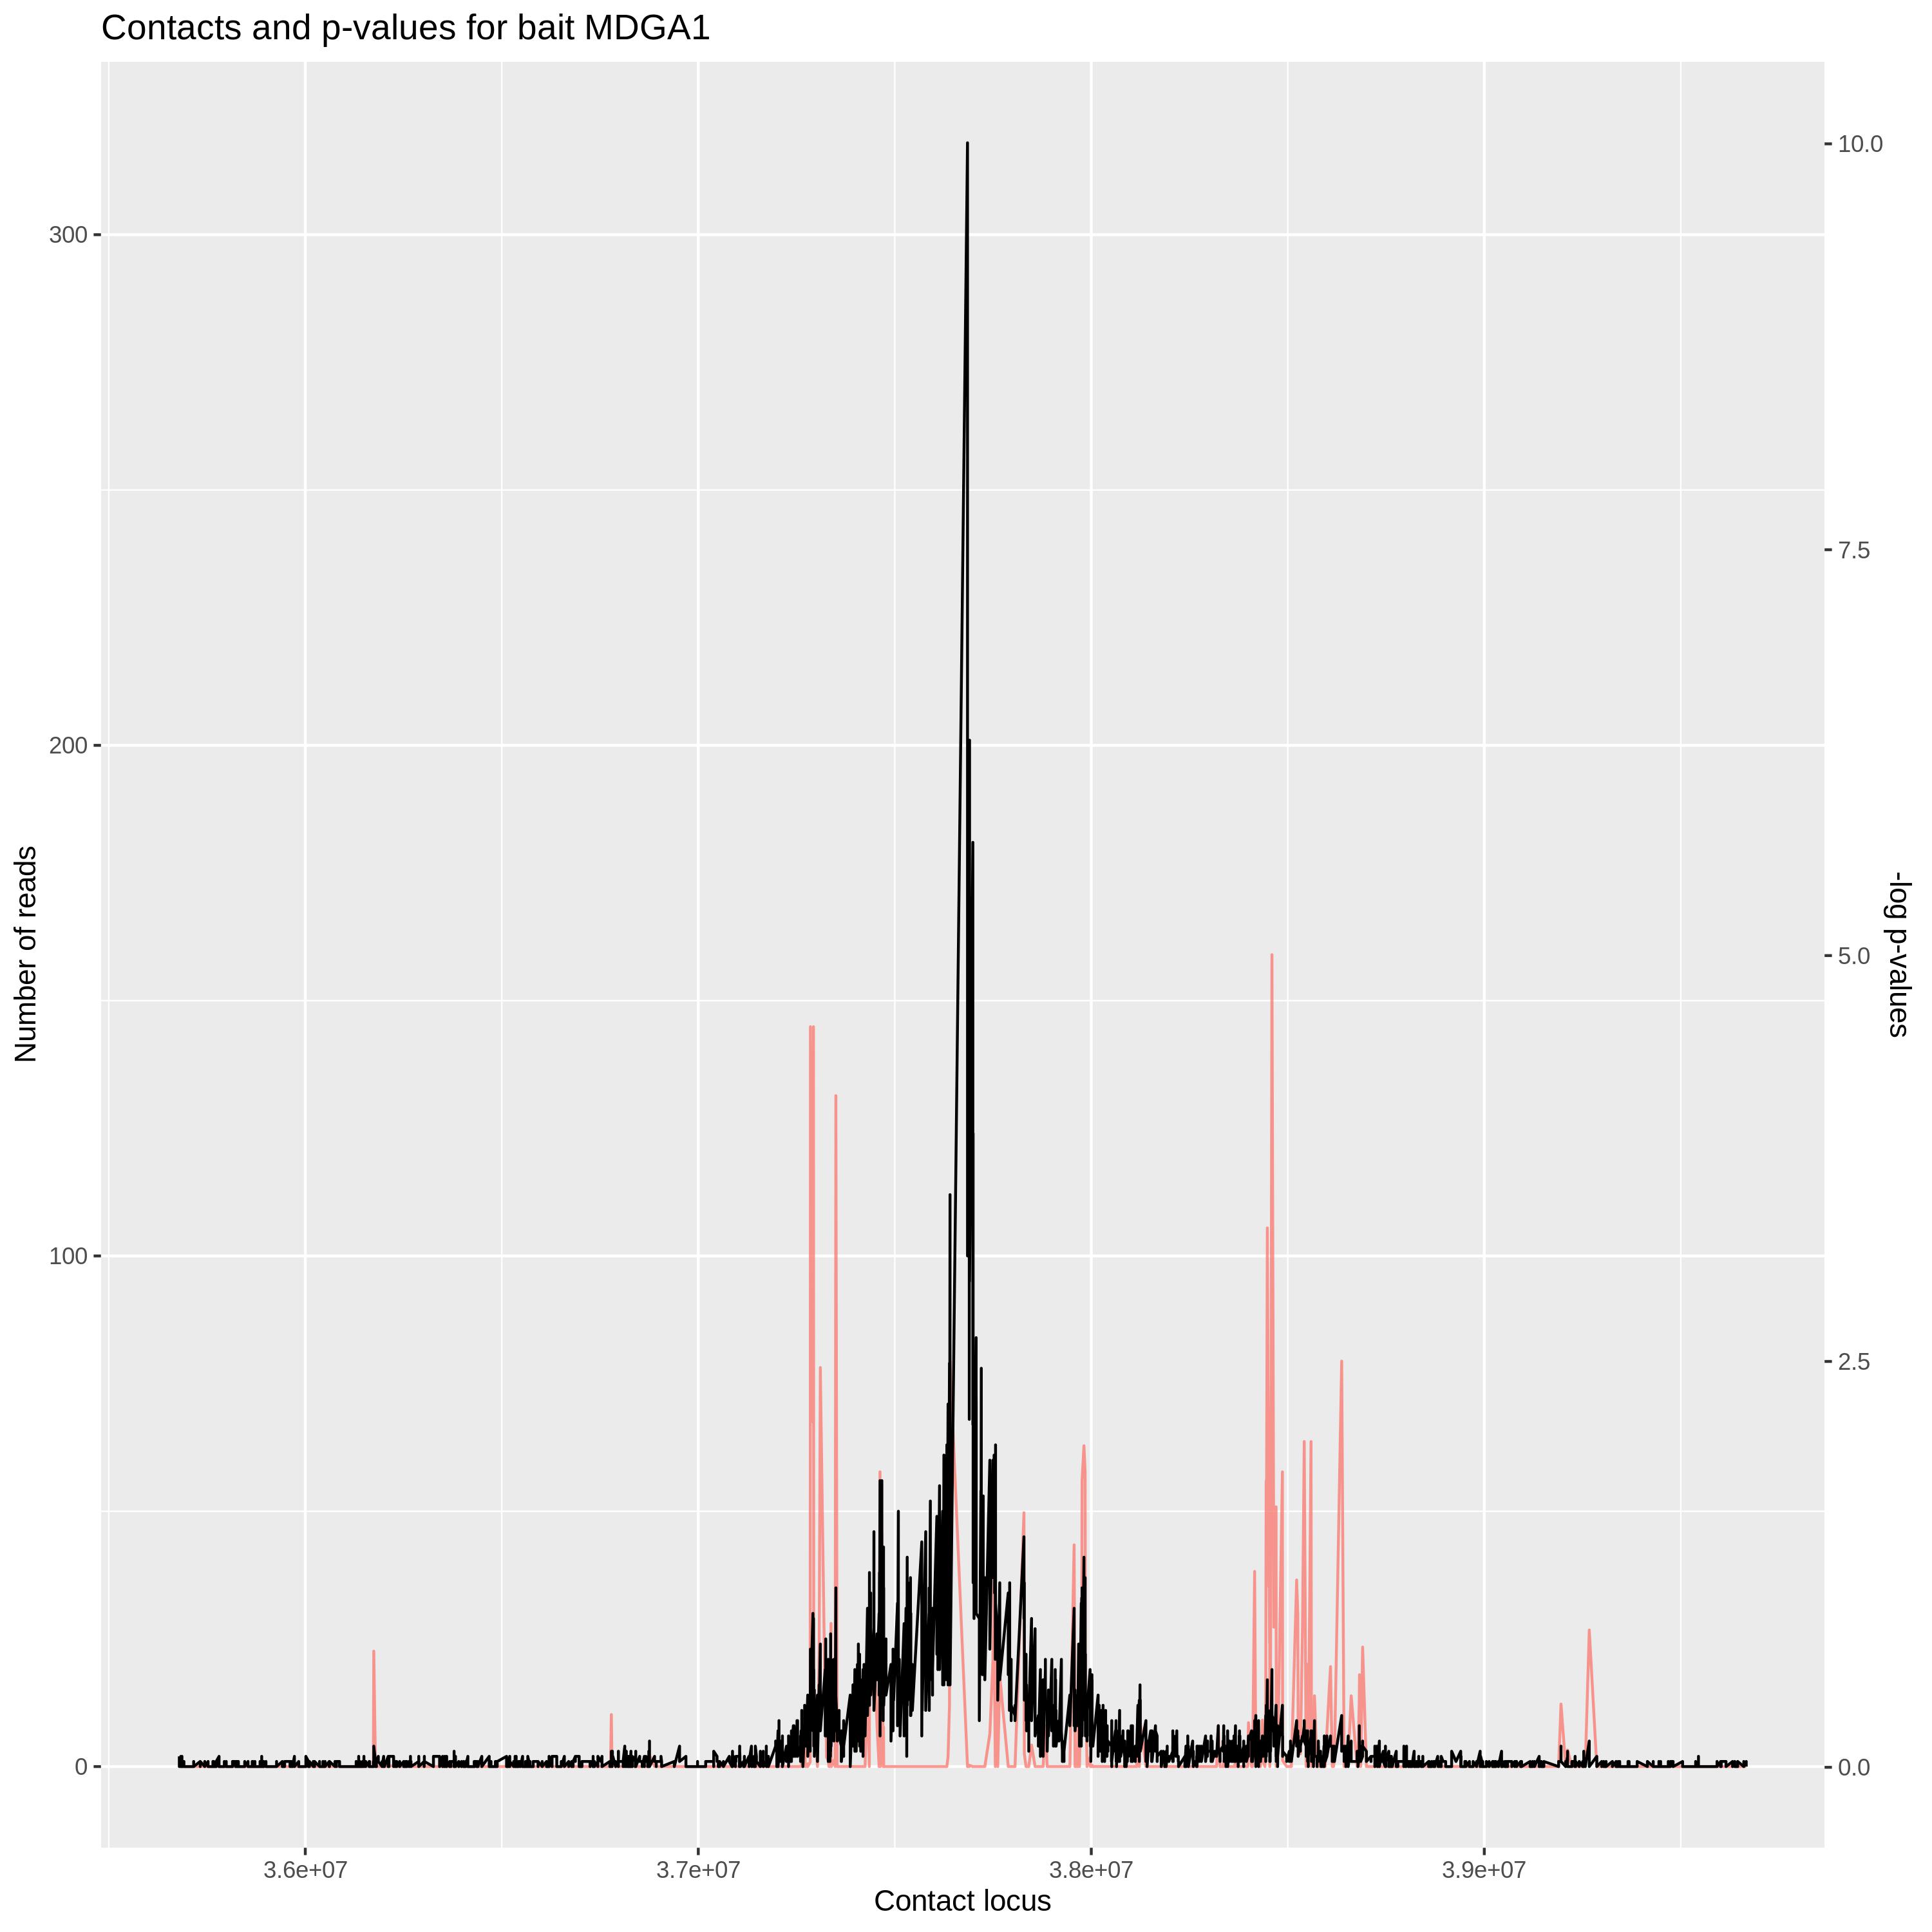 Contacts and p-values for bait MDGA1
Number of reads
300
200
100
0
10.0
7.5
5.0
2.5
0.0
-log p-values
3.6e+07
3.7e+07
3.8e+07
3.9e+07
Contact locus